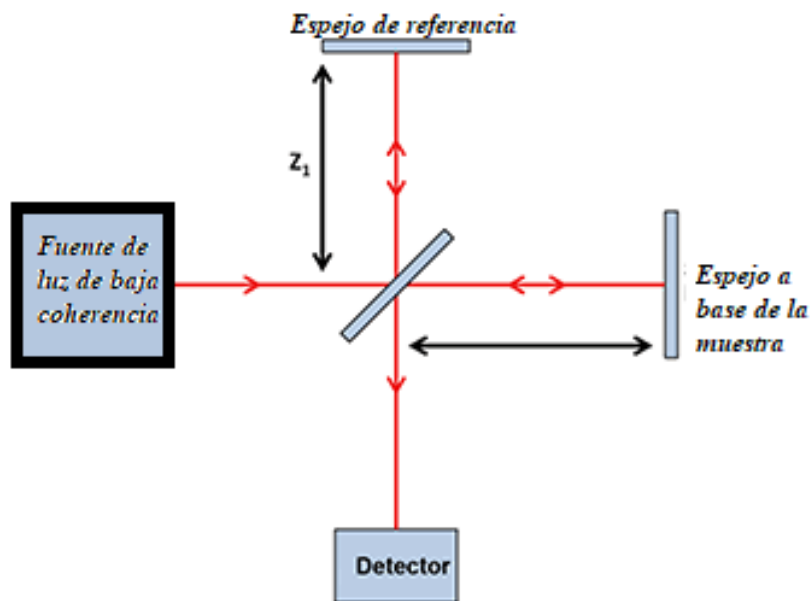 Espejo de referencia
Z1
Fuente de
luz de baja
coherencia
Espejo a
base de la
muestra
Detector